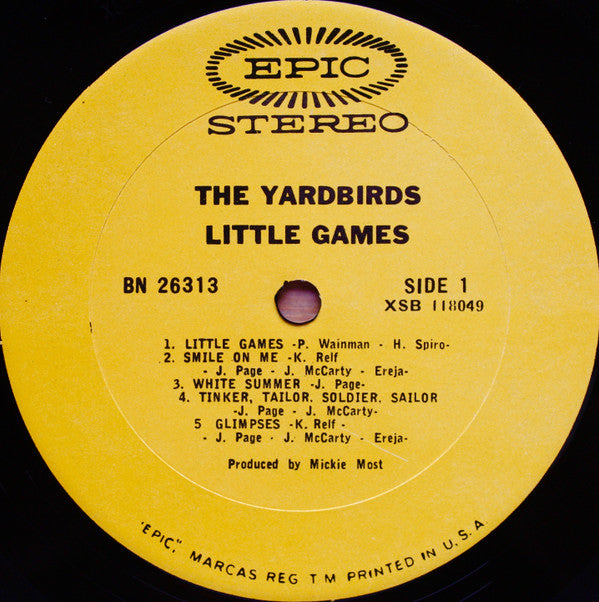 EPIC
STEREO
THE YARDBIRDS
LITTLE GAMES
BN 26313
SIDE 1
XSB 118049
1. LITTLE GAMES -P. Wainman - H. Spiro-
2. SMILE ON ME -K. Relf
- J. Page - J. McCarty - Ereja-
3. WHITE SUMMER -J. Page-
4. TINKER, TAILOR. SOLDIER. SAILOR
-J. Page - J. McCarty-
5 GLIMPSES -K. Relf -
- J. Page - J. McCarty - Ereja-
Produced by Mickie Most
"EPIC," MARCAS REG T M PRINTED IN U.S.A